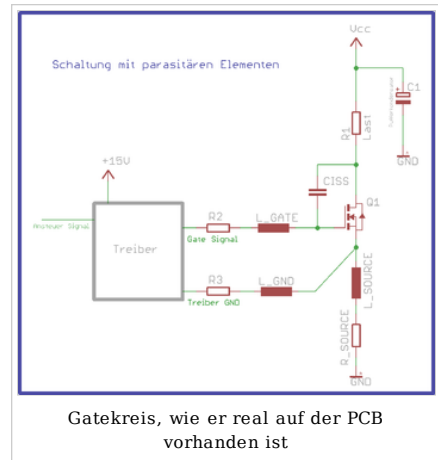 Vcc
Schaltung mit parasitären Elementen
C1
R1
Last
GND
+15V
CISS
Q1
R2
L_GATE
Ansteuer Signal
Gate Signal
Treiber
R3
L_GND
Treiber GND
L_SOURCE
R_SOURCE
GND
Gatekreis, wie er real auf der PCB
vorhanden ist